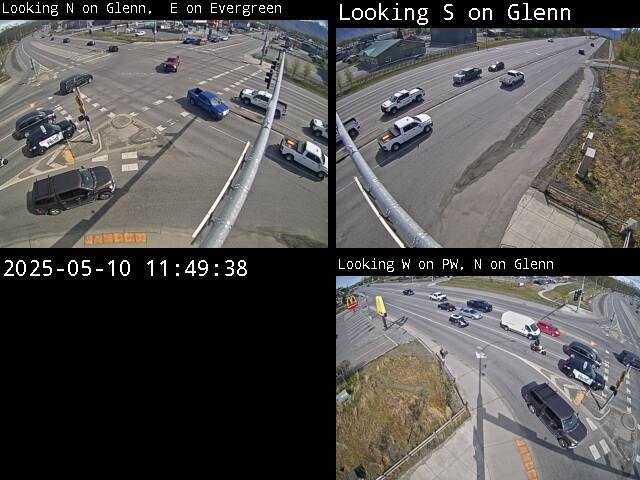 Looking N on Glenn,  E on Evergreen
Looking S on Glenn
2025-05-10 11:49:38
Looking W on PW, N on Glenn